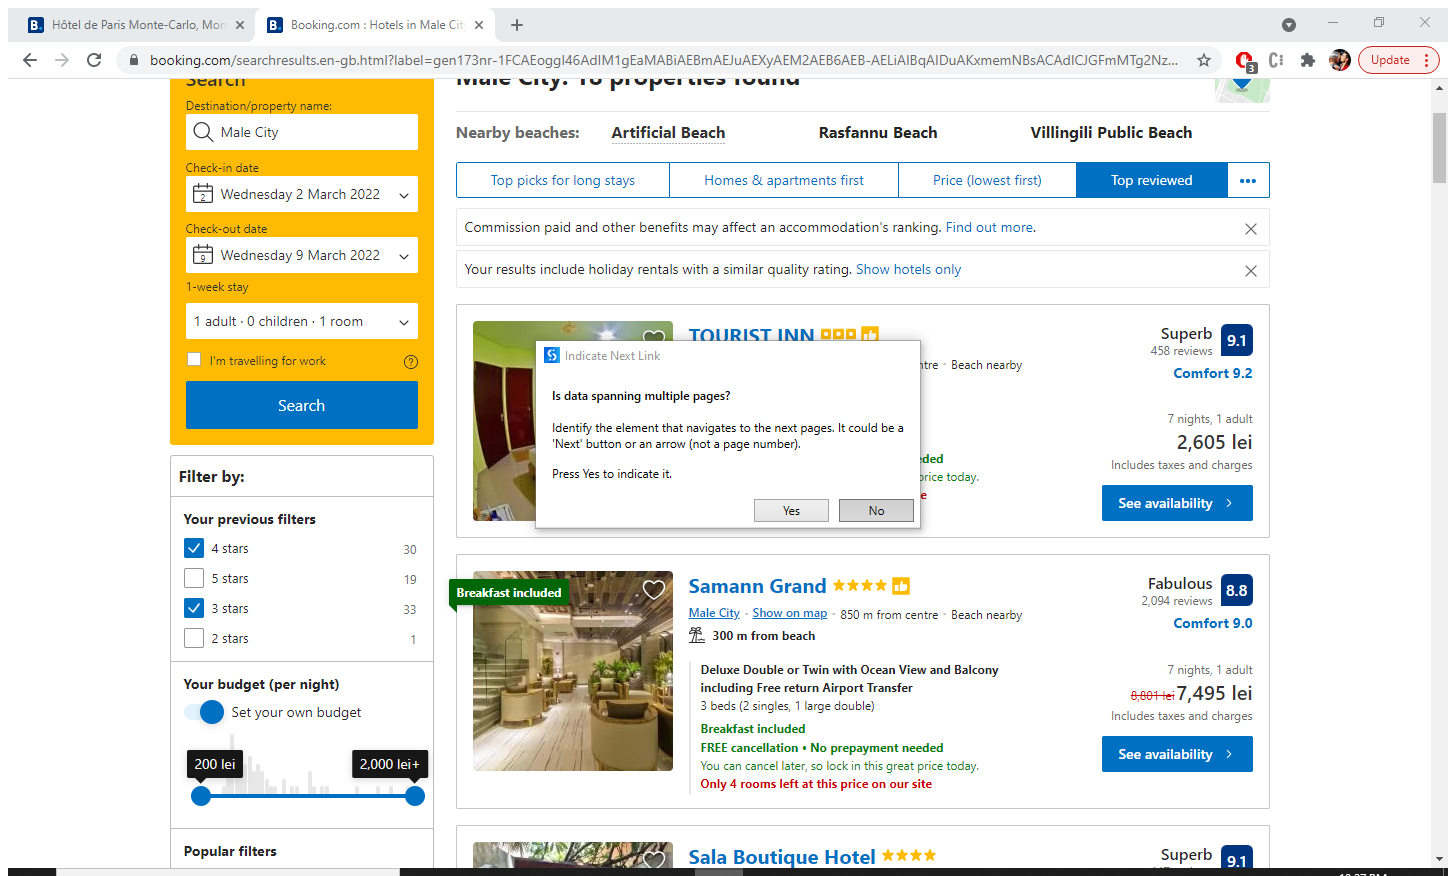 Hôtel de Paris Monte-Carlo, Mon
Booking.com : Hotels in Male City
booking.com/searchresults.en-gb.html?label=gen173nr-1FCAEoggI46AdIM1gEaMABiAEBmAEJuAEXyAEM2AEB6AEB-AELiAIBqAIDuAKxmemNBsACAdICJGFmMTg2Nz...
3
Update
Search
Destination/property name:
Male City
Check-in date
2
Wednesday 2 March 2022
Check-out date
9
Wednesday 9 March 2022
1-week stay
1 adult · 0 children · 1 room
I'm travelling for work
Search
Filter by:
Your previous filters
4 stars 30
5 stars 19
3 stars 33
2 stars 1
Your budget (per night)
Set your own budget
200 lei 2,000 lei+
Popular filters
Male City: 16 properties found
Nearby beaches: Artificial Beach Rasfannu Beach Villingili Public Beach
Top picks for long stays Homes & apartments first Price (lowest first) Top reviewed
Commission paid and other benefits may affect an accommodation's ranking. Find out more.
Your results include holiday rentals with a similar quality rating. Show hotels only
TOURIST INN
Superb 9.1
458 reviews
Comfort 9.2
Beach nearby
7 nights, 1 adult
2,605 lei
Includes taxes and charges
See availability
Indicate Next Link
Is data spanning multiple pages?
Identify the element that navigates to the next pages. It could be a
'Next' button or an arrow (not a page number).
Press Yes to indicate it.
Yes No
Breakfast included
Samann Grand
Male City · Show on map · 850 m from centre · Beach nearby
300 m from beach
Fabulous 8.8
2,094 reviews
Comfort 9.0
Deluxe Double or Twin with Ocean View and Balcony
including Free return Airport Transfer
3 beds (2 singles, 1 large double)
Breakfast included
FREE cancellation • No prepayment needed
You can cancel later, so lock in this great price today.
Only 4 rooms left at this price on our site
7 nights, 1 adult
8,801 lei 7,495 lei
Includes taxes and charges
See availability
Sala Boutique Hotel
Superb 9.1